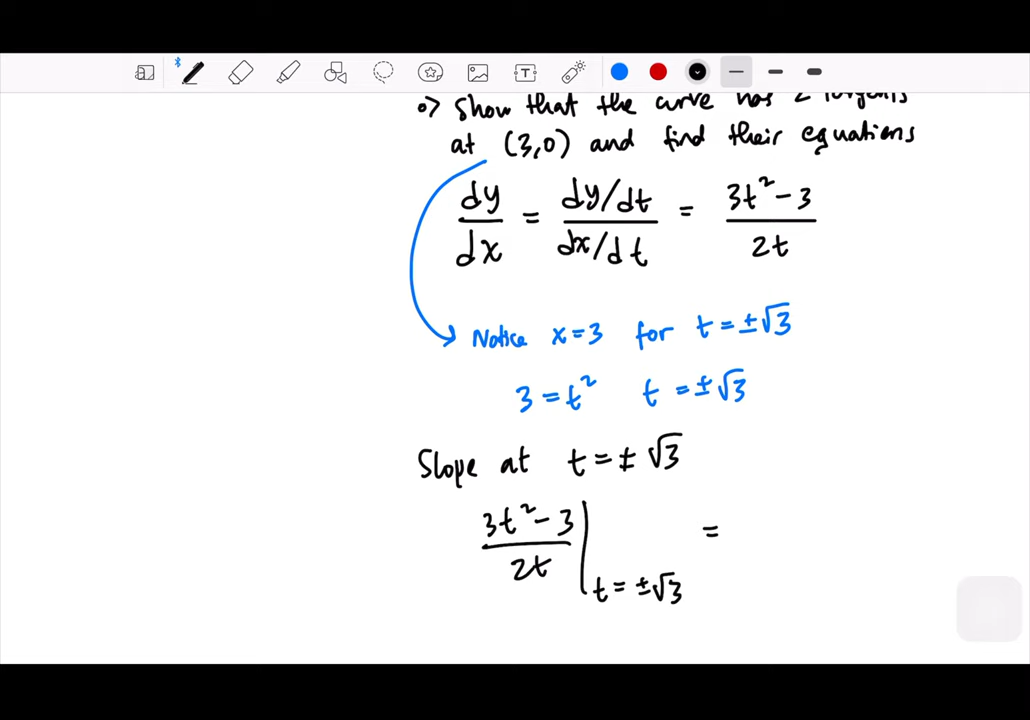 o> Show that the curve has 2 tangents
at (3,0) and find their equations
dy/dx = (dy/dt)/(dx/dt) = (3t² - 3)/(2t)
Notice x=3 for t=±√3
3=t² t=±√3
Slope at t=±√3
(3t² - 3)/(2t) | t=±√3 =